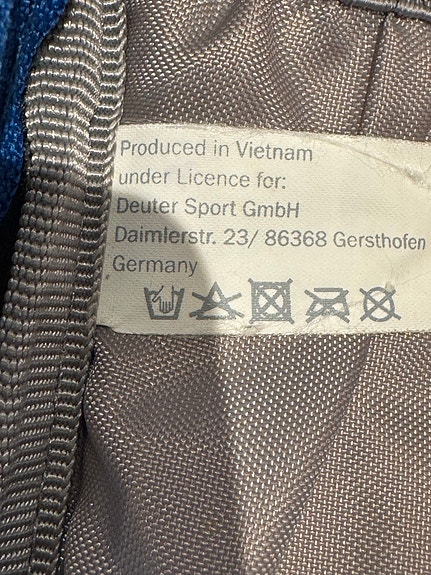 Produced in Vietnam
under Licence for:
Deuter Sport GmbH
Daimlerstr. 23/ 86368 Gersthofen
Germany